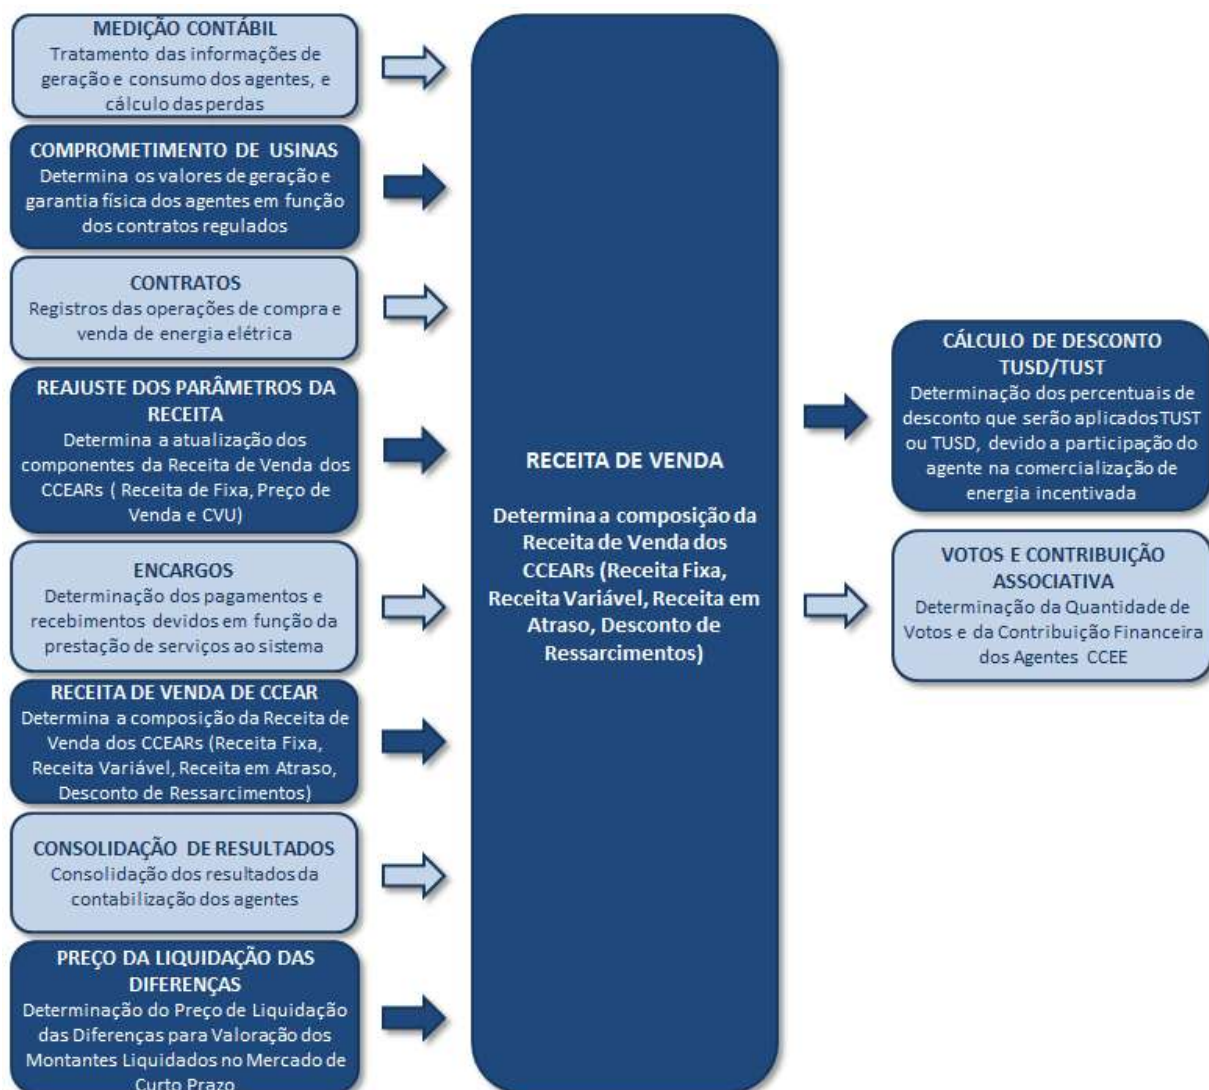 MEDIÇÃO CONTÁBIL
Tratamento das informações de
geração e consumo dos agentes, e
cálculo das perdas
COMPROMETIMENTO DE USINAS
Determina os valores de geração e
garantia física dos agentes em função
dos contratos regulados
CONTRATOS
Registros das operações de compra e
venda de energia elétrica
REAJUSTE DOS PARÂMETROS DA
RECEITA
Determina a atualização dos
componentes da Receita de Venda dos
CCEARs ( Receita de Fixa, Preço de
Venda e CVU)
ENCARGOS
Determinação dos pagamentos e
recebimentos devidos em função da
prestação de serviços ao sistema
RECEITA DE VENDA DE CCEAR
Determina a composição da Receita de
Venda dos CCEARs (Receita Fixa,
Receita Variável, Receita em Atraso,
Desconto de Ressarcimentos)
CONSOLIDAÇÃO DE RESULTADOS
Consolidação dos resultados da
contabilização dos agentes
PREÇO DA LIQUIDAÇÃO DAS
DIFERENÇAS
Determinação do Preço de Liquidação
das Diferenças para Valoração dos
Montantes Liquidados no Mercado de
Curto Prazo
RECEITA DE VENDA
Determina a composição da
Receita de Venda dos
CCEARs (Receita Fixa,
Receita Variável, Receita em
Atraso, Desconto de
Ressarcimentos)
CÁLCULO DE DESCONTO
TUSD/TUST
Determinação dos percentuais de
desconto que serão aplicados TUST
ou TUSD, devido a participação do
agente na comercialização de
energia incentivada
VOTOS E CONTRIBUIÇÃO
ASSOCIATIVA
Determinação da Quantidade de
Votos e da Contribuição Financeira
dos Agentes CCEE